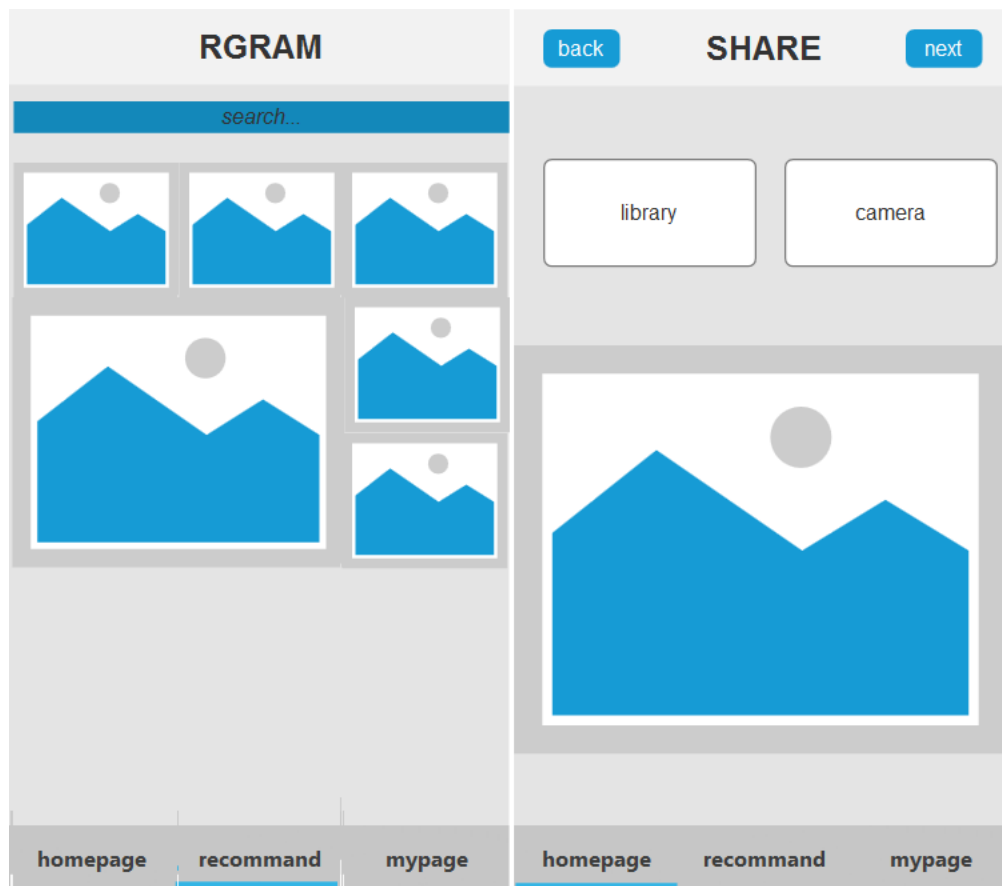 RGRAM
search...
homepage recommand mypage
back SHARE next
library camera
homepage recommand mypage